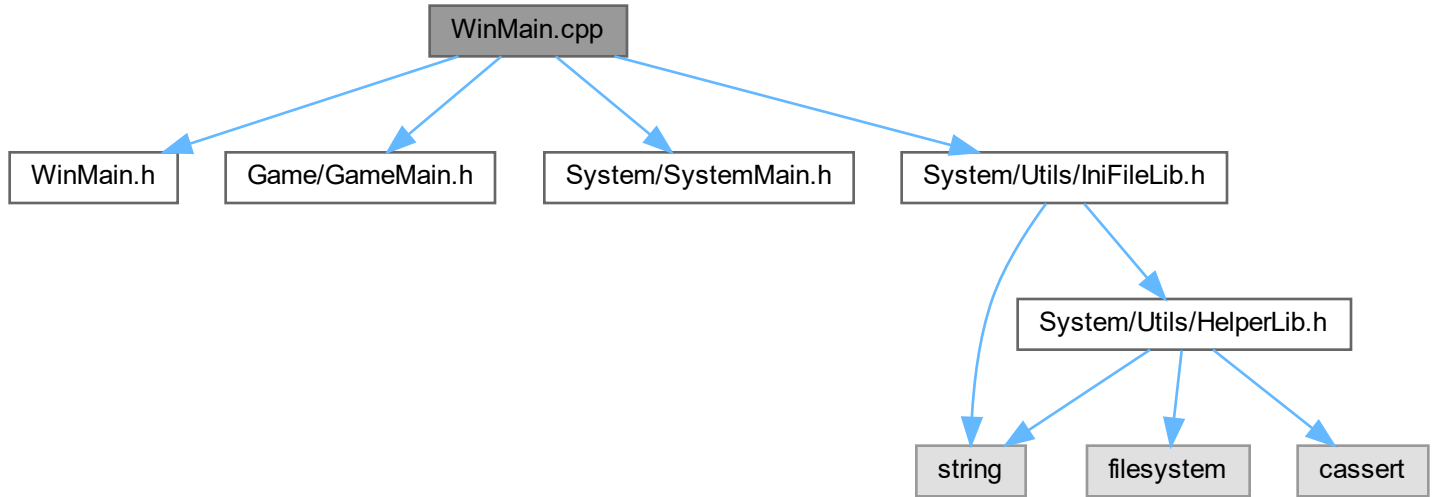 WinMain.cpp
WinMain.h
Game/GameMain.h
System/SystemMain.h
System/Utils/IniFileLib.h
System/Utils/HelperLib.h
string
filesystem
cassert